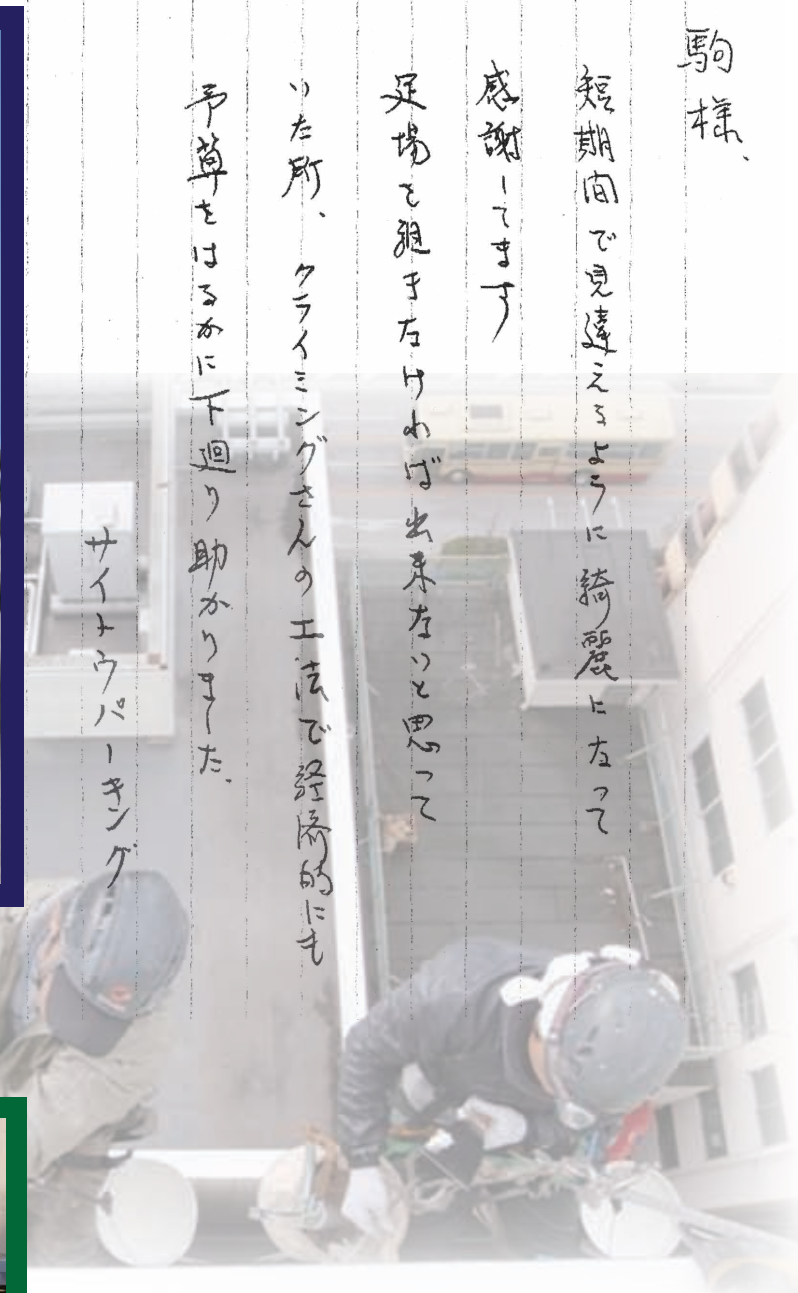 駒様、
短期間で見違えるように綺麗になって
感謝してます
足場を組まなければ出来ないと思って
いた所、クライミングさんの工法で経済的にも
予算をはるかに下廻り助かりました。
サイトウパーキング